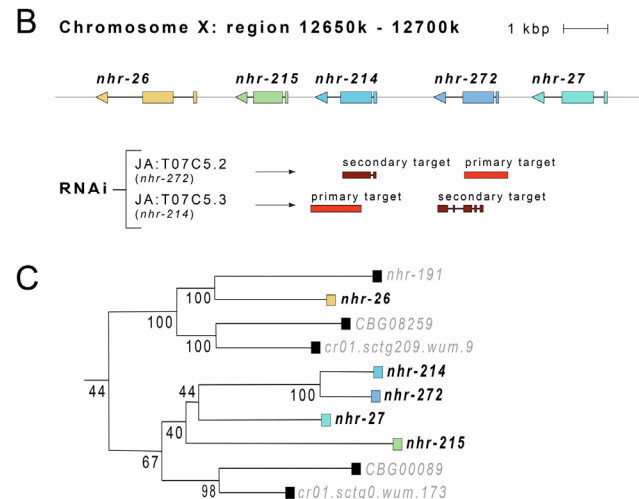 B Chromosome X: region 12650k - 12700k 1 kbp
nhr-26 nhr-215 nhr-214 nhr-272 nhr-27
JA:T07C5.2 secondary target primary target
(nhr-272)
RNAi
JA:T07C5.3 primary target secondary target
(nhr-214)
C
nhr-191
100
nhr-26
100
CBG08259
100
cr01.sctg209.wum.9
nhr-214
44
44
100
nhr-272
nhr-27
40
nhr-215
67
CBG00089
98
cr01.sctg0.wum.173